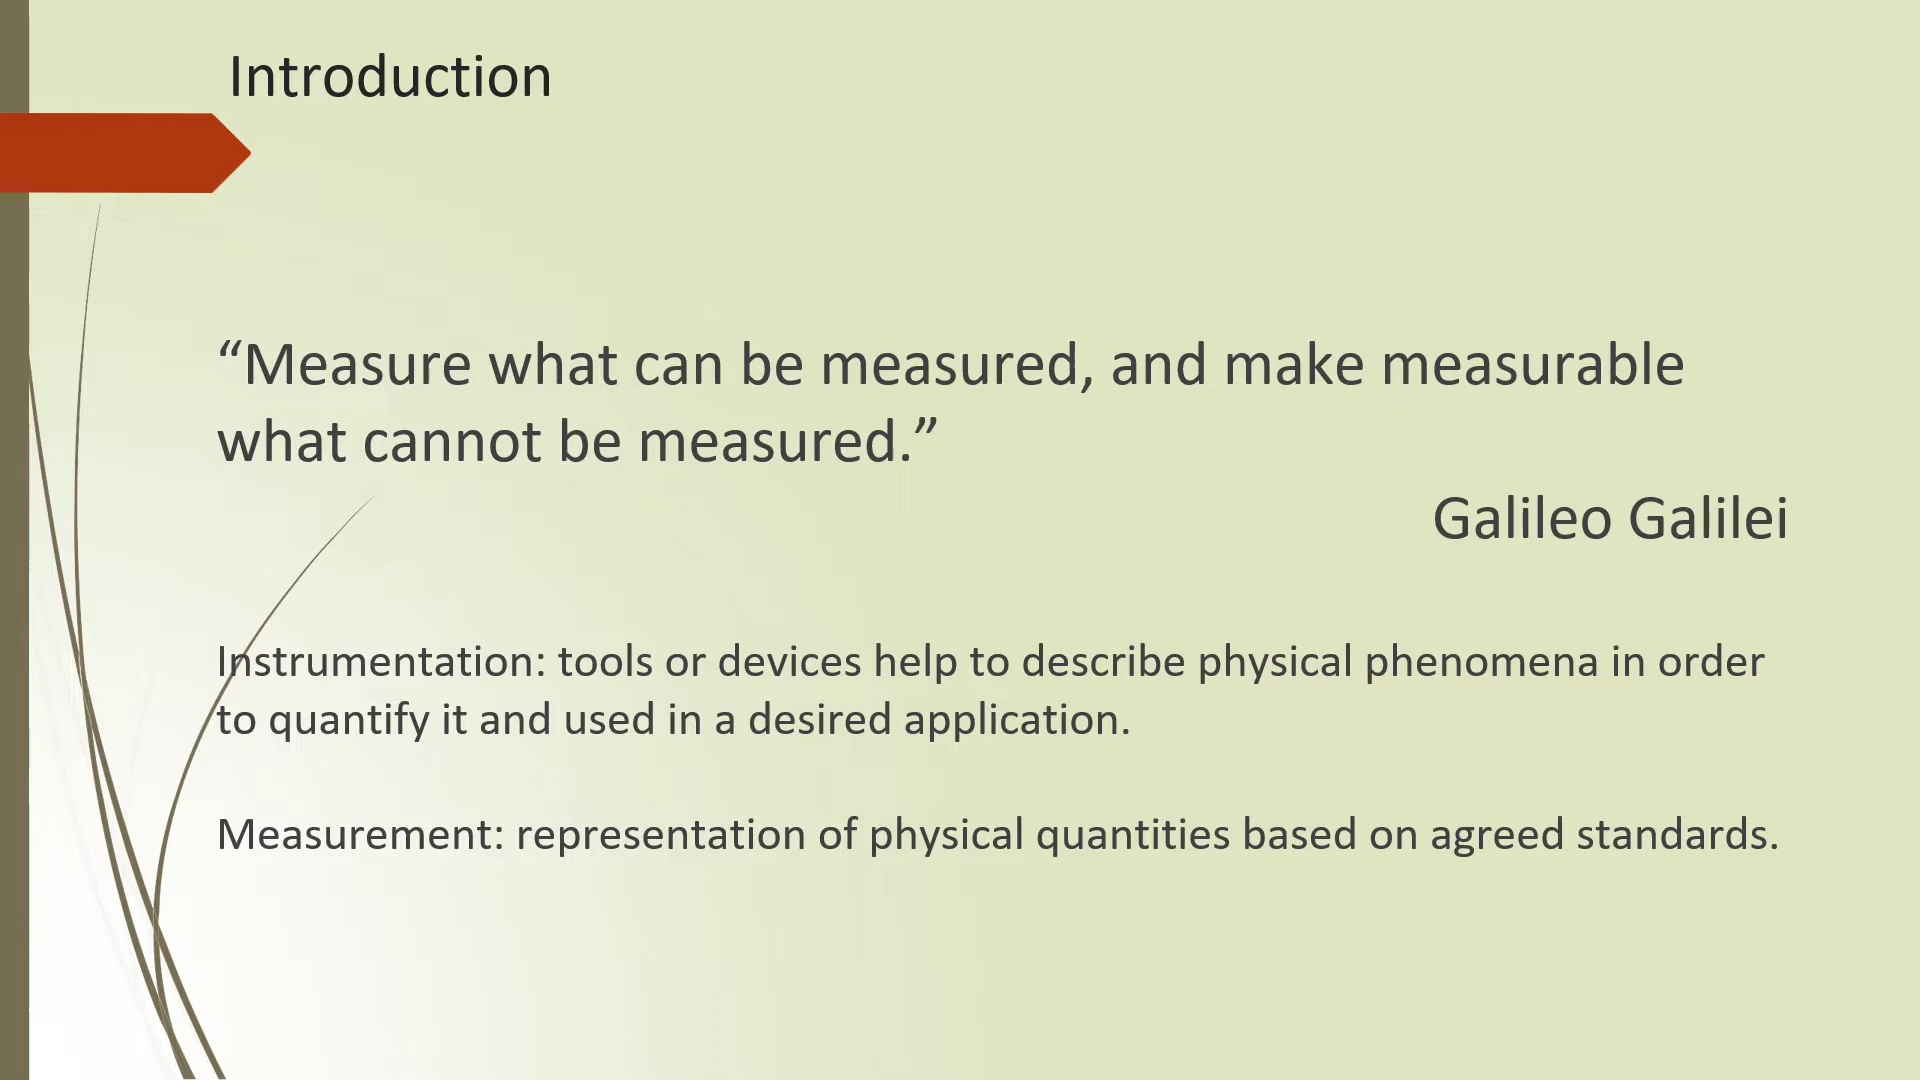 Introduction
“Measure what can be measured, and make measurable
what cannot be measured.”
Galileo Galilei
Instrumentation: tools or devices help to describe physical phenomena in order
to quantify it and used in a desired application.
Measurement: representation of physical quantities based on agreed standards.